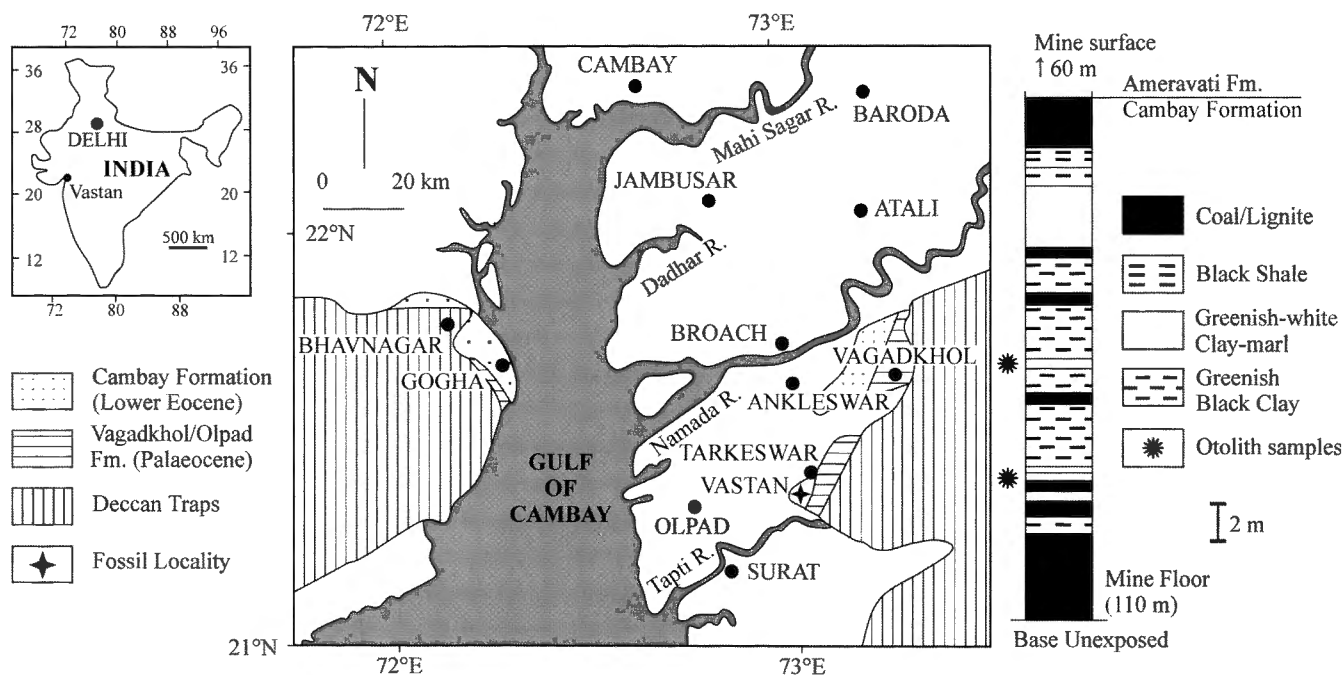 72 80 96
36
28
20
12
36
28
20
12
DELHI
INDIA
Vastan
500 km
72 80 88
Cambay Formation
(Lower Eocene)
Vagadkhol/Olpad
Fm. (Palaeocene)
Deccan Traps
Fossil Locality
72°E 73°E
N
0 20 km
22°N
21°N
72°E 73°E
CAMBAY
BARODA
Mahi Sagar R.
JAMBUSAR
ATALI
Dadhar R.
BHAVNAGAR
GOGHA
BROACH
VAGADKHOL
ANKLESWAR
Namada R.
TARKESWAR
VASTAN
GULF
OF
CAMBAY
OLPAD
Tapti R.
SURAT
Mine surface
↑60 m
Ameravati Fm.
Cambay Formation
Coal/Lignite
Black Shale
Greenish-white
Clay-marl
Greenish
Black Clay
Otolith samples
2 m
Mine Floor
(110 m)
Base Unexposed